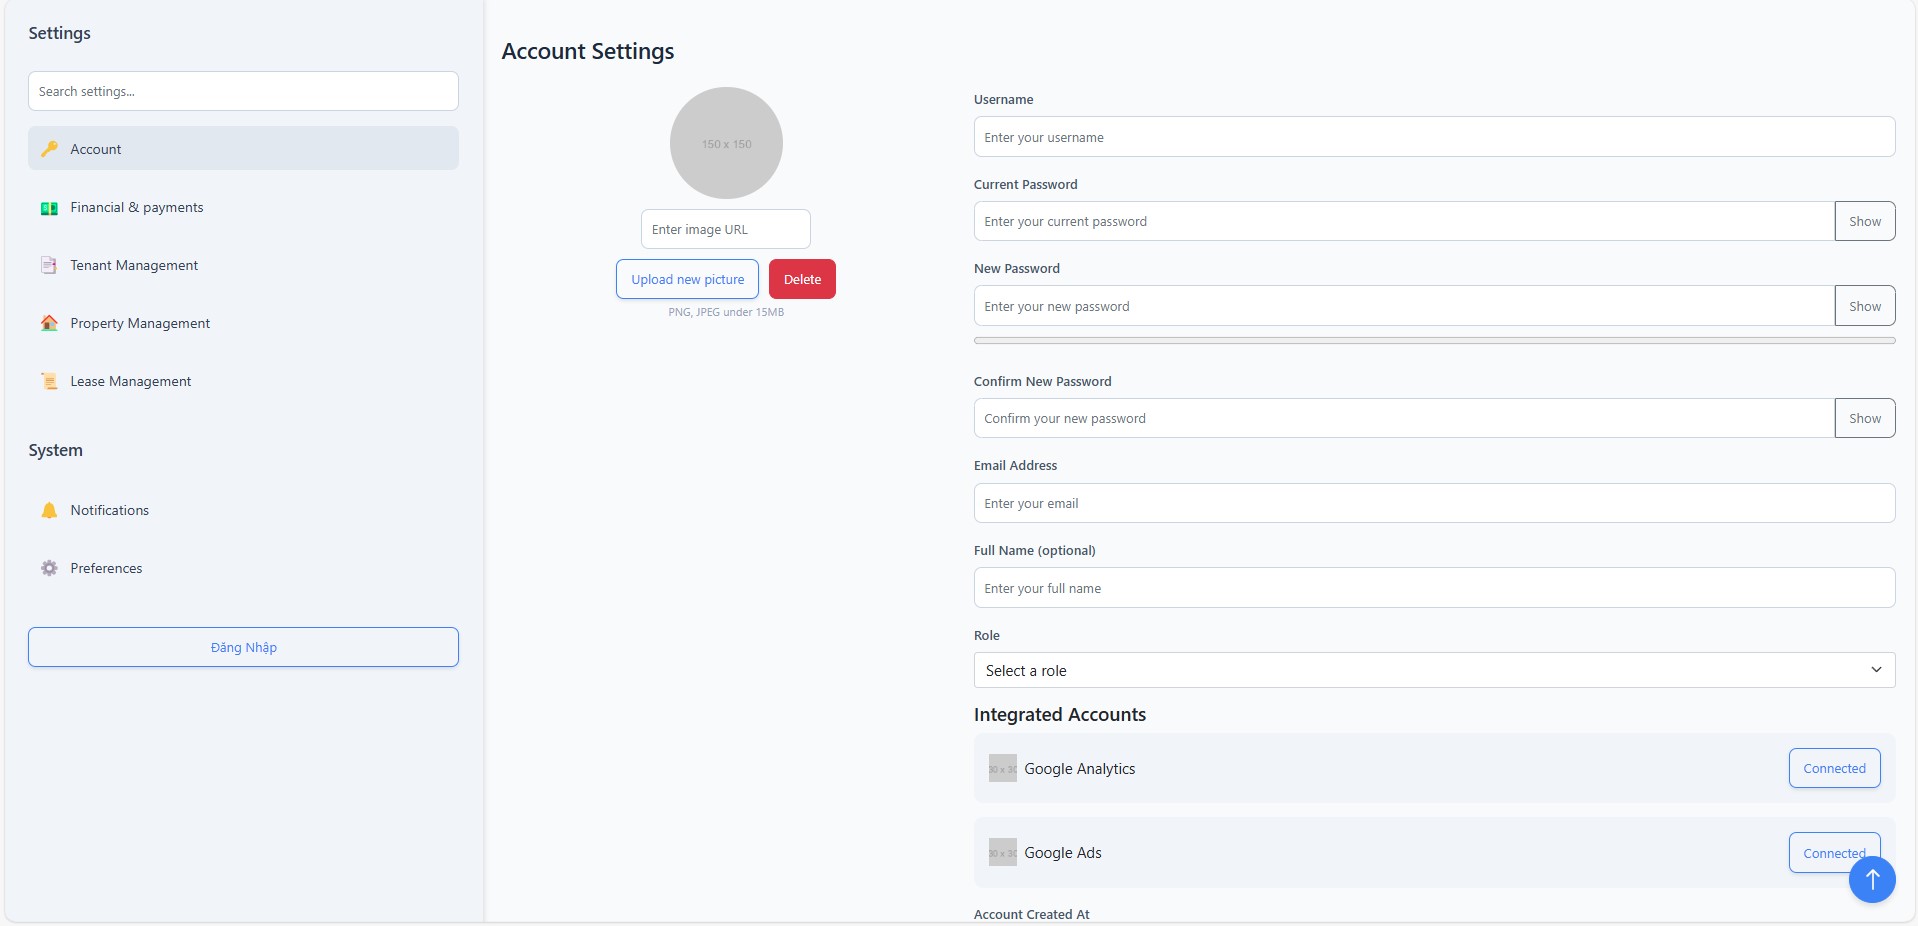 Settings
Search settings...
Account
Financial & payments
Tenant Management
Property Management
Lease Management
System
Notifications
Preferences
Đăng Nhập
Account Settings
150 x 150
Enter image URL
Upload new picture
Delete
PNG, JPEG under 15MB
Username
Enter your username
Current Password
Enter your current password
Show
New Password
Enter your new password
Show
Confirm New Password
Confirm your new password
Show
Email Address
Enter your email
Full Name (optional)
Enter your full name
Role
Select a role
Integrated Accounts
30 x 30
Google Analytics
Connected
30 x 30
Google Ads
Connected
Account Created At